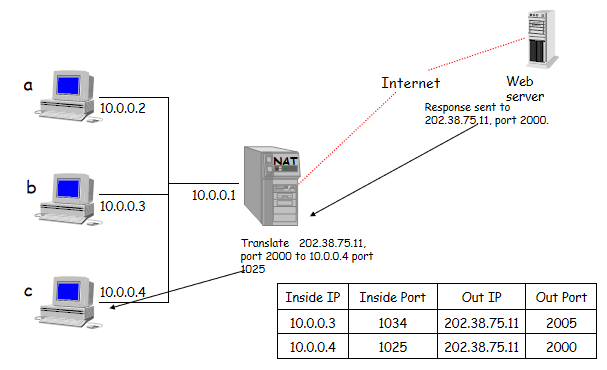 a
10.0.0.2
b
10.0.0.3
c
10.0.0.4
10.0.0.1
NAT
Internet
Web
server
Response sent to
202.38.75.11, port 2000.
Translate 202.38.75.11,
port 2000 to 10.0.0.4 port
1025
Inside IP Inside Port Out IP Out Port
10.0.0.3 1034 202.38.75.11 2005
10.0.0.4 1025 202.38.75.11 2000